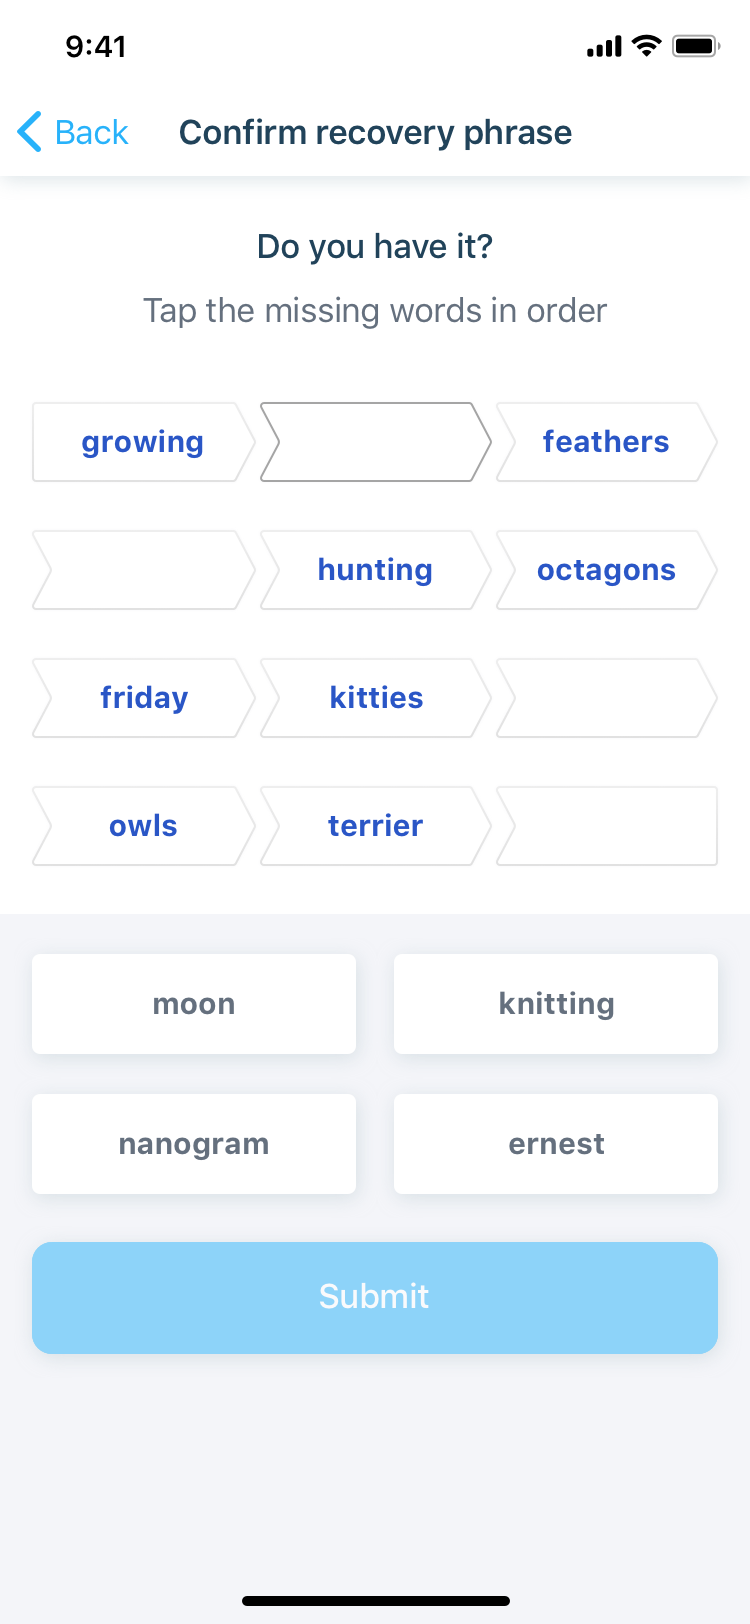 9:41
Back Confirm recovery phrase
Do you have it?
Tap the missing words in order
growing feathers
hunting octagons
friday kitties
owls terrier
moon knitting
nanogram ernest
Submit